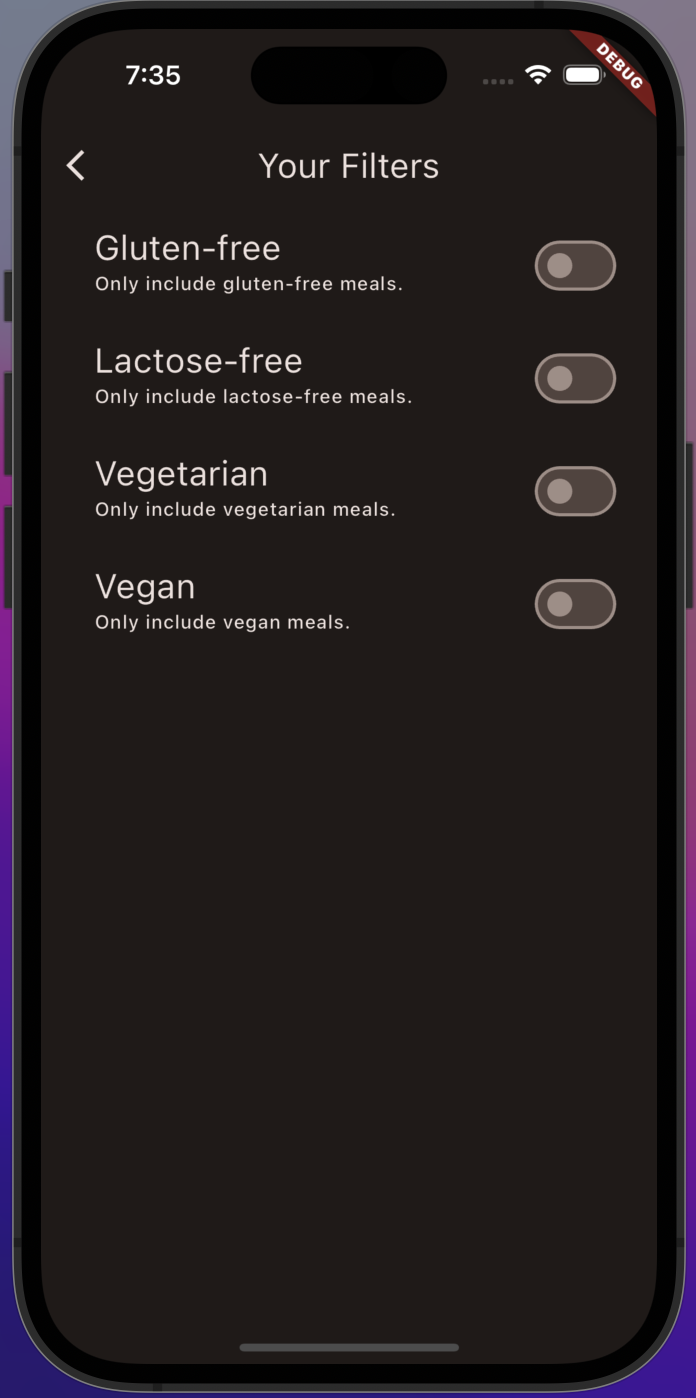 7:35
DEBUG
Your Filters
Gluten-free
Only include gluten-free meals.
Lactose-free
Only include lactose-free meals.
Vegetarian
Only include vegetarian meals.
Vegan
Only include vegan meals.